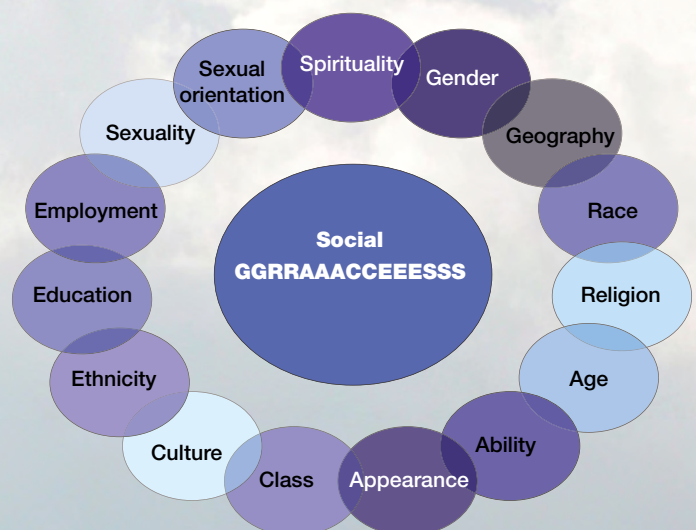 Spirituality
Gender
Geography
Race
Religion
Age
Ability
Appearance
Class
Culture
Ethnicity
Education
Employment
Sexuality
Sexual
orientation
Social
GGRRAAACCEEESSS